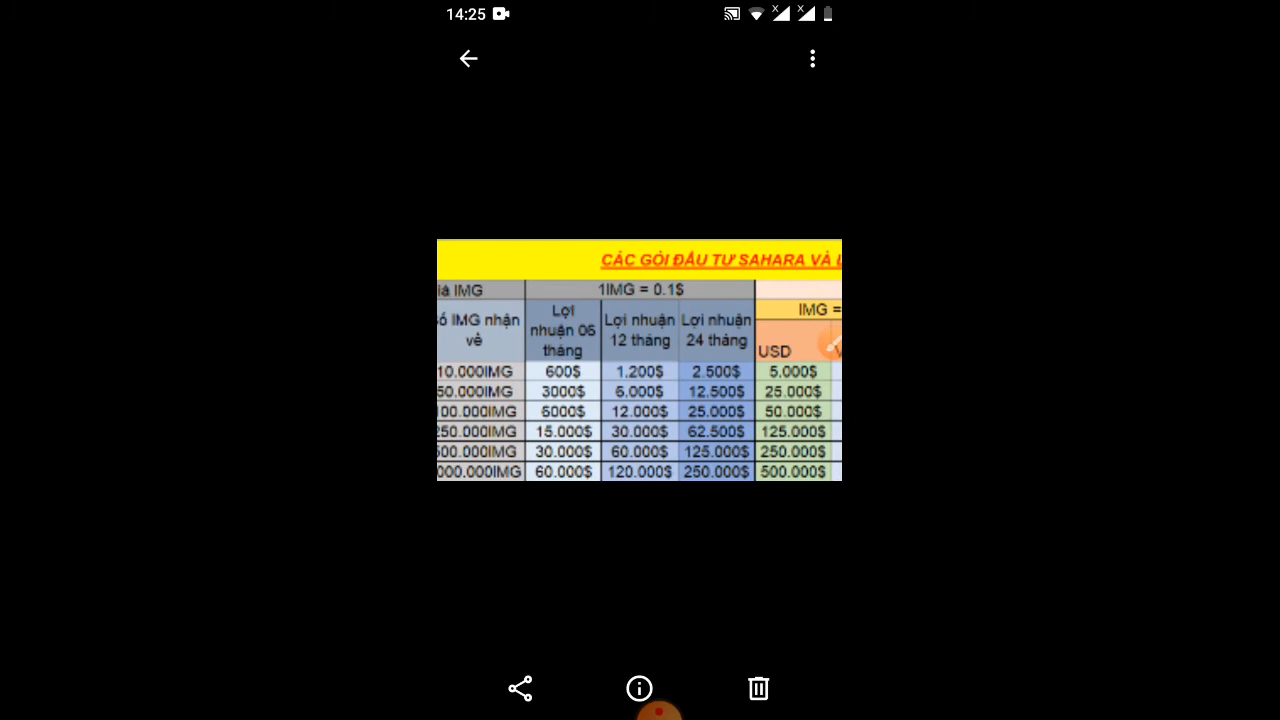 14:25
CÁC GÓI ĐẦU TƯ SAHARA VÀ
giá IMG 1IMG = 0.1$
IMG =
số IMG nhận về Lợi nhuận 06 tháng Lợi nhuận 12 tháng Lợi nhuận 24 tháng USD
10.000IMG 600$ 1.200$ 2.500$ 5.000$
50.000IMG 3000$ 6.000$ 12.500$ 25.000$
100.000IMG 6000$ 12.000$ 25.000$ 50.000$
250.000IMG 15.000$ 30.000$ 62.500$ 125.000$
500.000IMG 30.000$ 60.000$ 125.000$ 250.000$
000.000IMG 60.000$ 120.000$ 250.000$ 500.000$